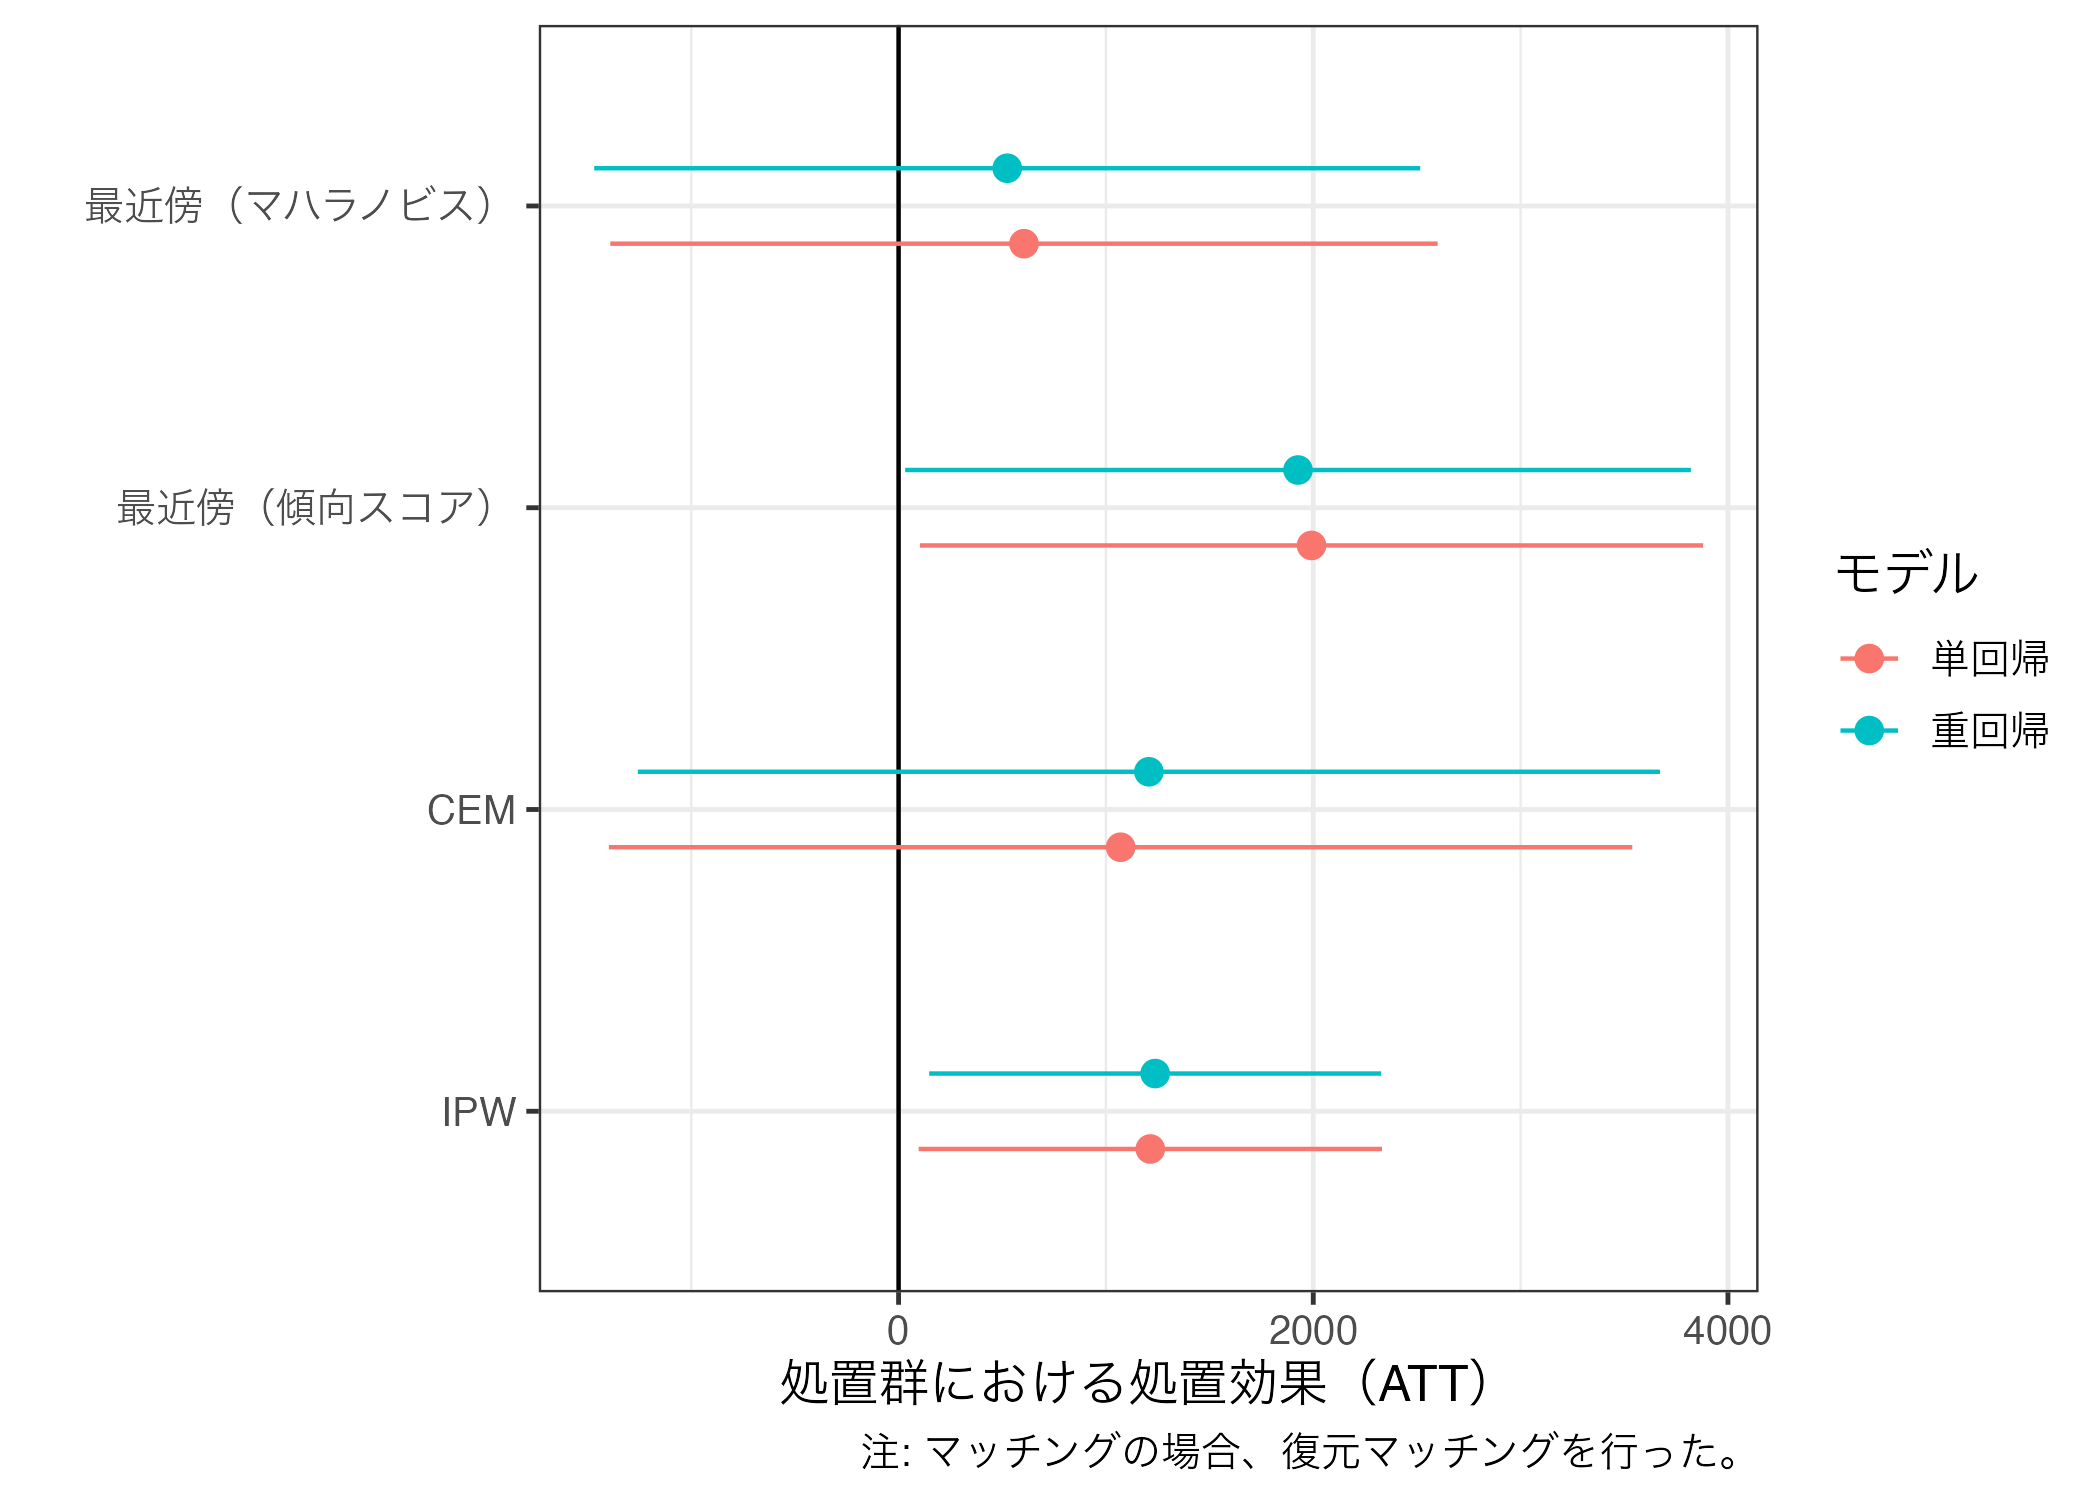 最近傍（マハラノビス）
最近傍（傾向スコア）
CEM
IPW
0 2000 4000
処置群における処置効果（ATT）
注: マッチングの場合、復元マッチングを行った。
モデル
単回帰
重回帰